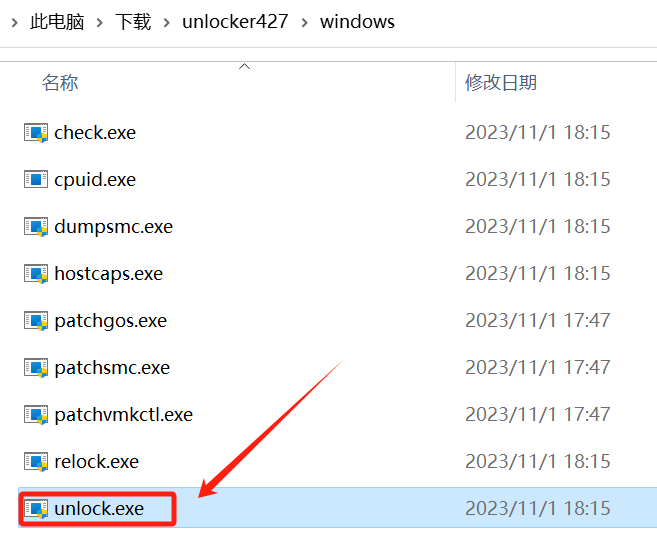 此电脑 下载 unlocker427 windows
名称 修改日期
check.exe 2023/11/1 18:15
cpuid.exe 2023/11/1 18:15
dumpsmc.exe 2023/11/1 18:15
hostcaps.exe 2023/11/1 18:15
patchgos.exe 2023/11/1 17:47
patchsmc.exe 2023/11/1 17:47
patchvmkctl.exe 2023/11/1 17:47
relock.exe 2023/11/1 18:15
unlock.exe 2023/11/1 18:15